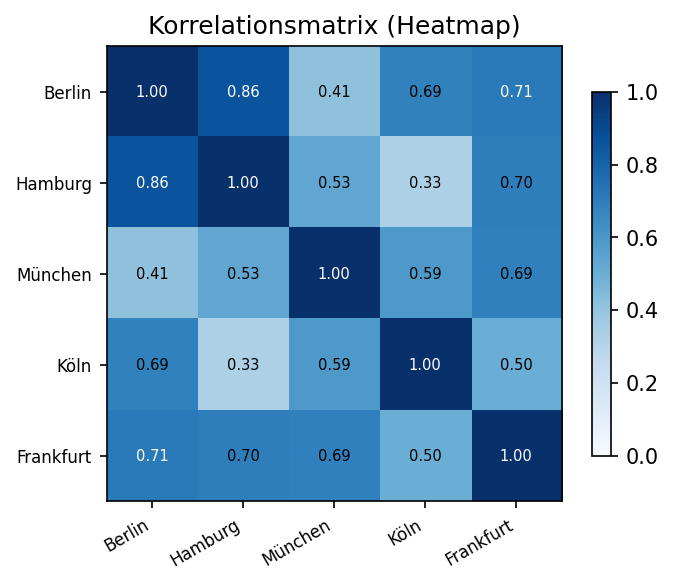 Korrelationsmatrix (Heatmap)
Berlin 1.00 0.86 0.41 0.69 0.71
Hamburg 0.86 1.00 0.53 0.33 0.70
München 0.41 0.53 1.00 0.59 0.69
Köln 0.69 0.33 0.59 1.00 0.50
Frankfurt 0.71 0.70 0.69 0.50 1.00
Berlin Hamburg München Köln Frankfurt
1.0
0.8
0.6
0.4
0.2
0.0